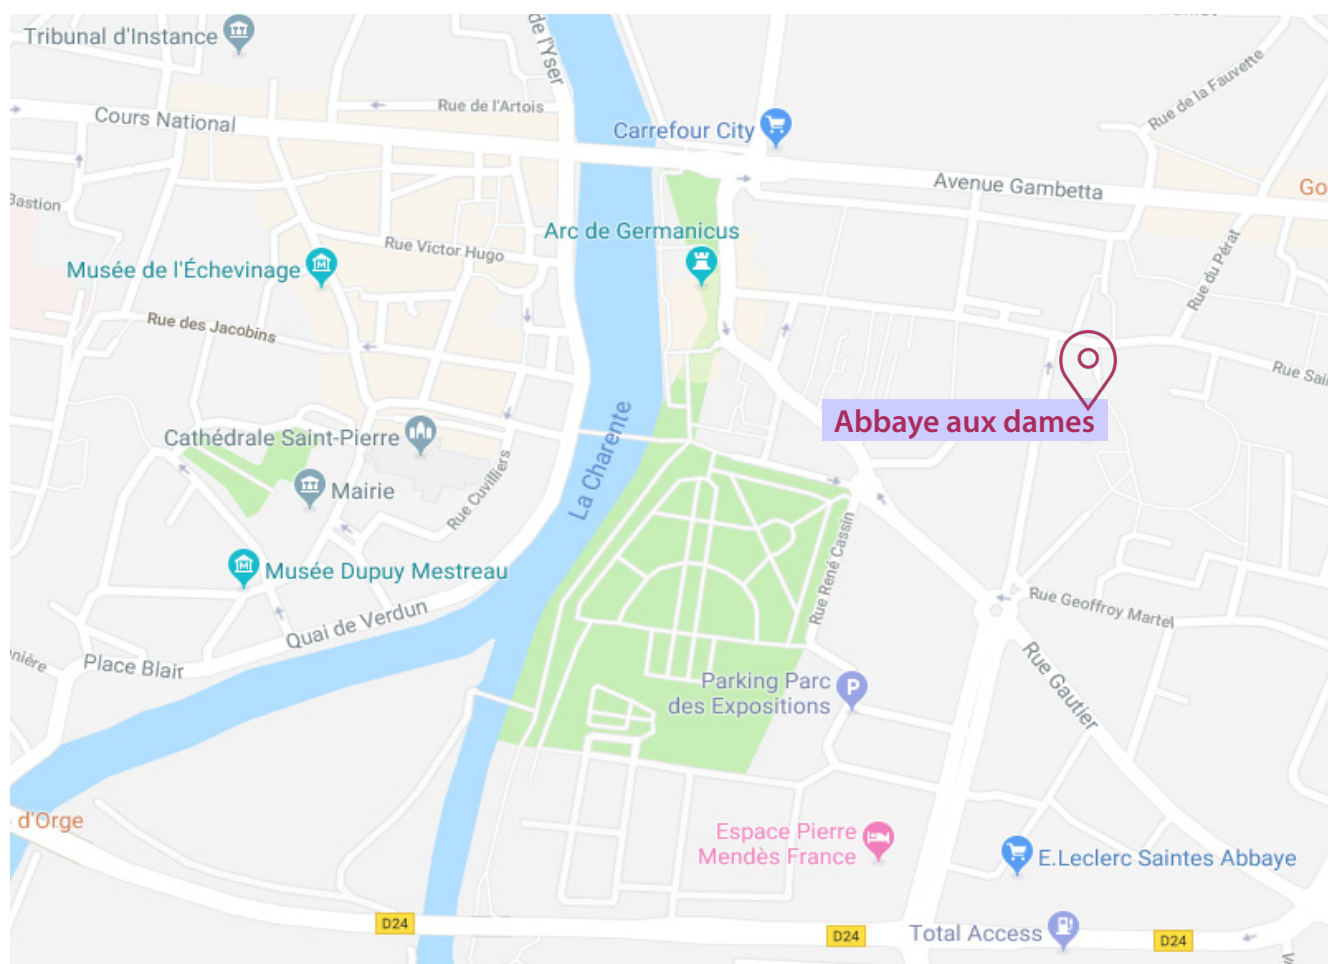 Tribunal d'Instance
de l'Yser
Rue de l'Artois
Cours National
Carrefour City
Rue de la Fauvette
Avenue Gambetta
Go
Bastion
Arc de Germanicus
Rue Victor Hugo
Musée de l'Échevinage
Rue du Pérat
Rue des Jacobins
Rue Sai
Abbaye aux dames
Cathédrale Saint-Pierre
La Charente
Mairie
Rue Cuvilliers
Rue René Cassin
Musée Dupuy Mestreau
Quai de Verdun
Rue Geoffroy Martel
nière
Place Blair
Rue Gautier
Parking Parc
des Expositions
P
d'Orge
Espace Pierre
Mendès France
E.Leclerc Saintes Abbaye
D24
D24
Total Access
D24